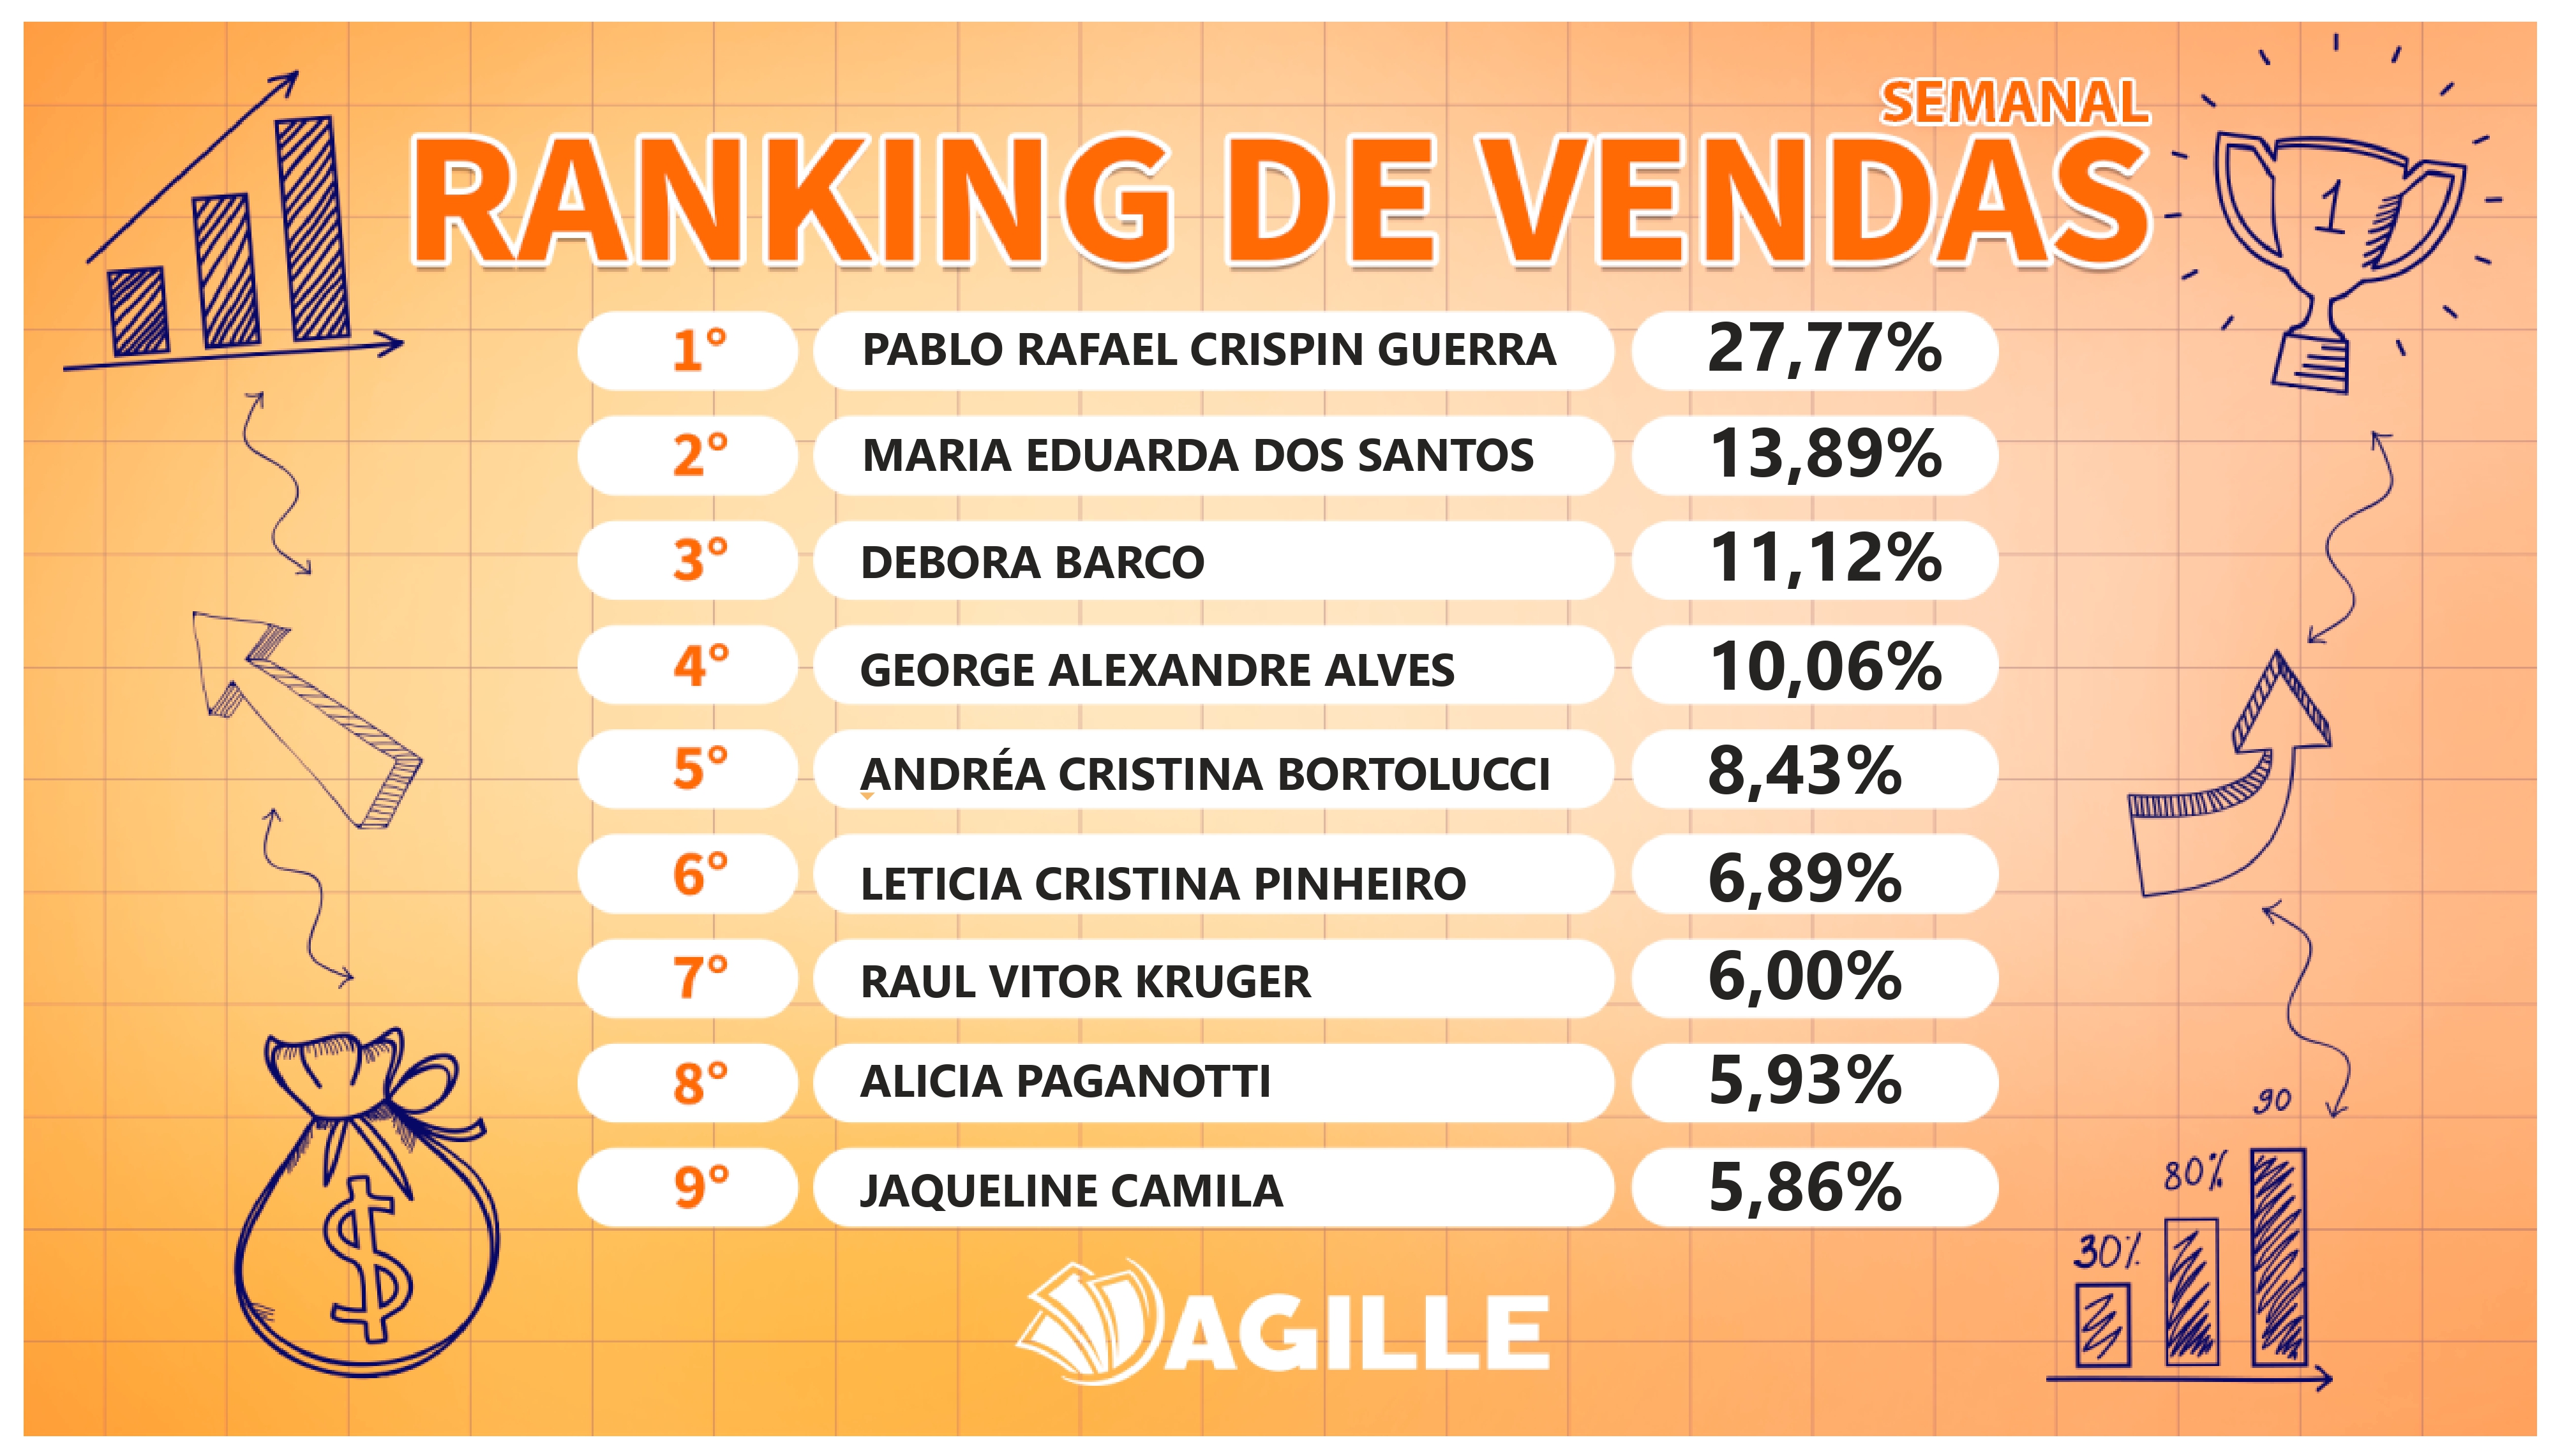 SEMANAL
RANKING DE VENDAS
1
1° PABLO RAFAEL CRISPIN GUERRA 27,77%
2° MARIA EDUARDA DOS SANTOS 13,89%
3° DEBORA BARCO 11,12%
4° GEORGE ALEXANDRE ALVES 10,06%
5° ANDRÉA CRISTINA BORTOLUCCI 8,43%
6° LETICIA CRISTINA PINHEIRO 6,89%
7° RAUL VITOR KRUGER 6,00%
8° ALICIA PAGANOTTI 5,93%
9° JAQUELINE CAMILA 5,86%
$
30% 80% 90
AGILLE